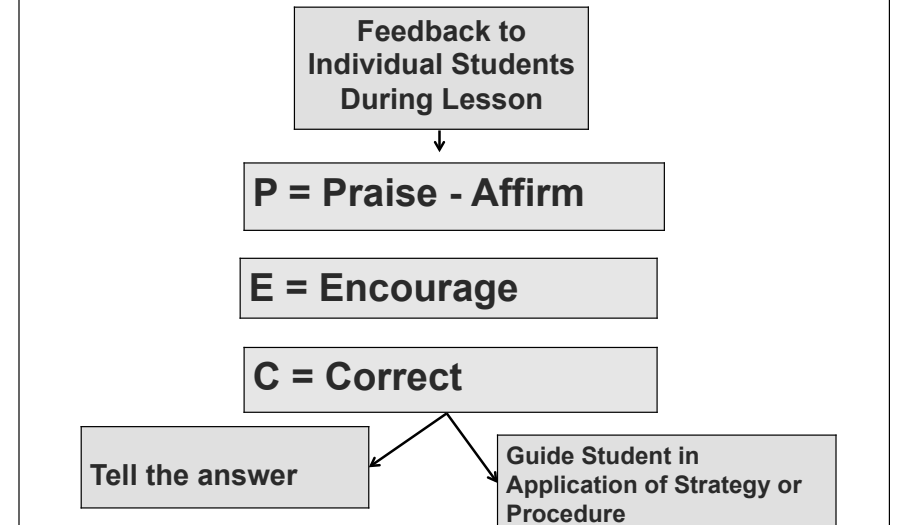 Feedback to
Individual Students
During Lesson
P = Praise - Affirm
E = Encourage
C = Correct
Tell the answer
Guide Student in
Application of Strategy or
Procedure